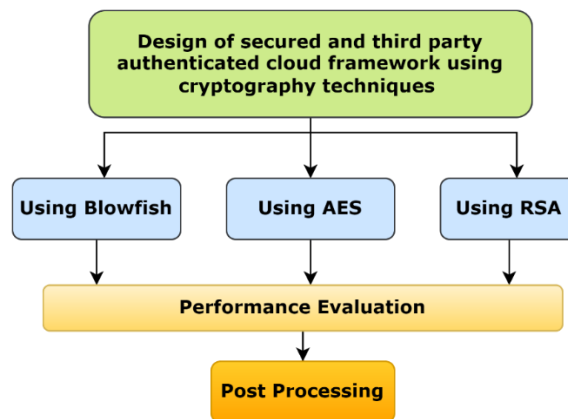 Design of secured and third party
authenticated cloud framework using
cryptography techniques
Using Blowfish
Using AES
Using RSA
Performance Evaluation
Post Processing